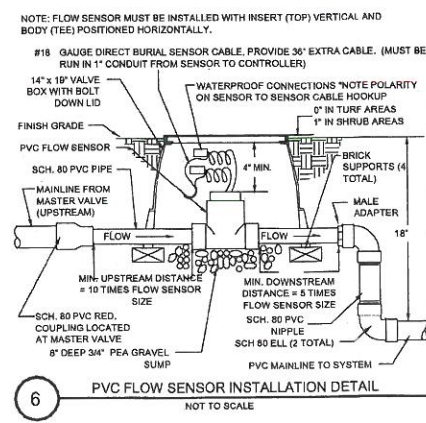 NOTE: FLOW SENSOR MUST BE INSTALLED WITH INSERT (TOP) VERTICAL AND
BODY (TEE) POSITIONED HORIZONTALLY.
#18 GAUGE DIRECT BURIAL SENSOR CABLE, PROVIDE 36" EXTRA CABLE. (MUST BE
RUN IN 1" CONDUIT FROM SENSOR TO CONTROLLER)
14" x 19" VALVE
BOX WITH BOLT
DOWN LID
WATERPROOF CONNECTIONS *NOTE POLARITY
ON SENSOR TO SENSOR CABLE HOOKUP
0" IN TURF AREAS
1" IN SHRUB AREAS
FINISH GRADE
PVC FLOW SENSOR
SCH. 80 PVC PIPE
MAINLINE FROM
MASTER VALVE
(UPSTREAM)
4" MIN.
BRICK
SUPPORTS (4
TOTAL)
MALE
ADAPTER
18"
FLOW
FLOW
MIN. UPSTREAM DISTANCE
= 10 TIMES FLOW SENSOR
SIZE
MIN. DOWNSTREAM
DISTANCE = 5 TIMES
FLOW SENSOR SIZE
SCH. 80 PVC RED.
COUPLING LOCATED
AT MASTER VALVE
SCH. 80 PVC
NIPPLE
SCH 80 ELL (2 TOTAL)
6" DEEP 3/4" PEA GRAVEL
SUMP
PVC MAINLINE TO SYSTEM
6
PVC FLOW SENSOR INSTALLATION DETAIL
NOT TO SCALE